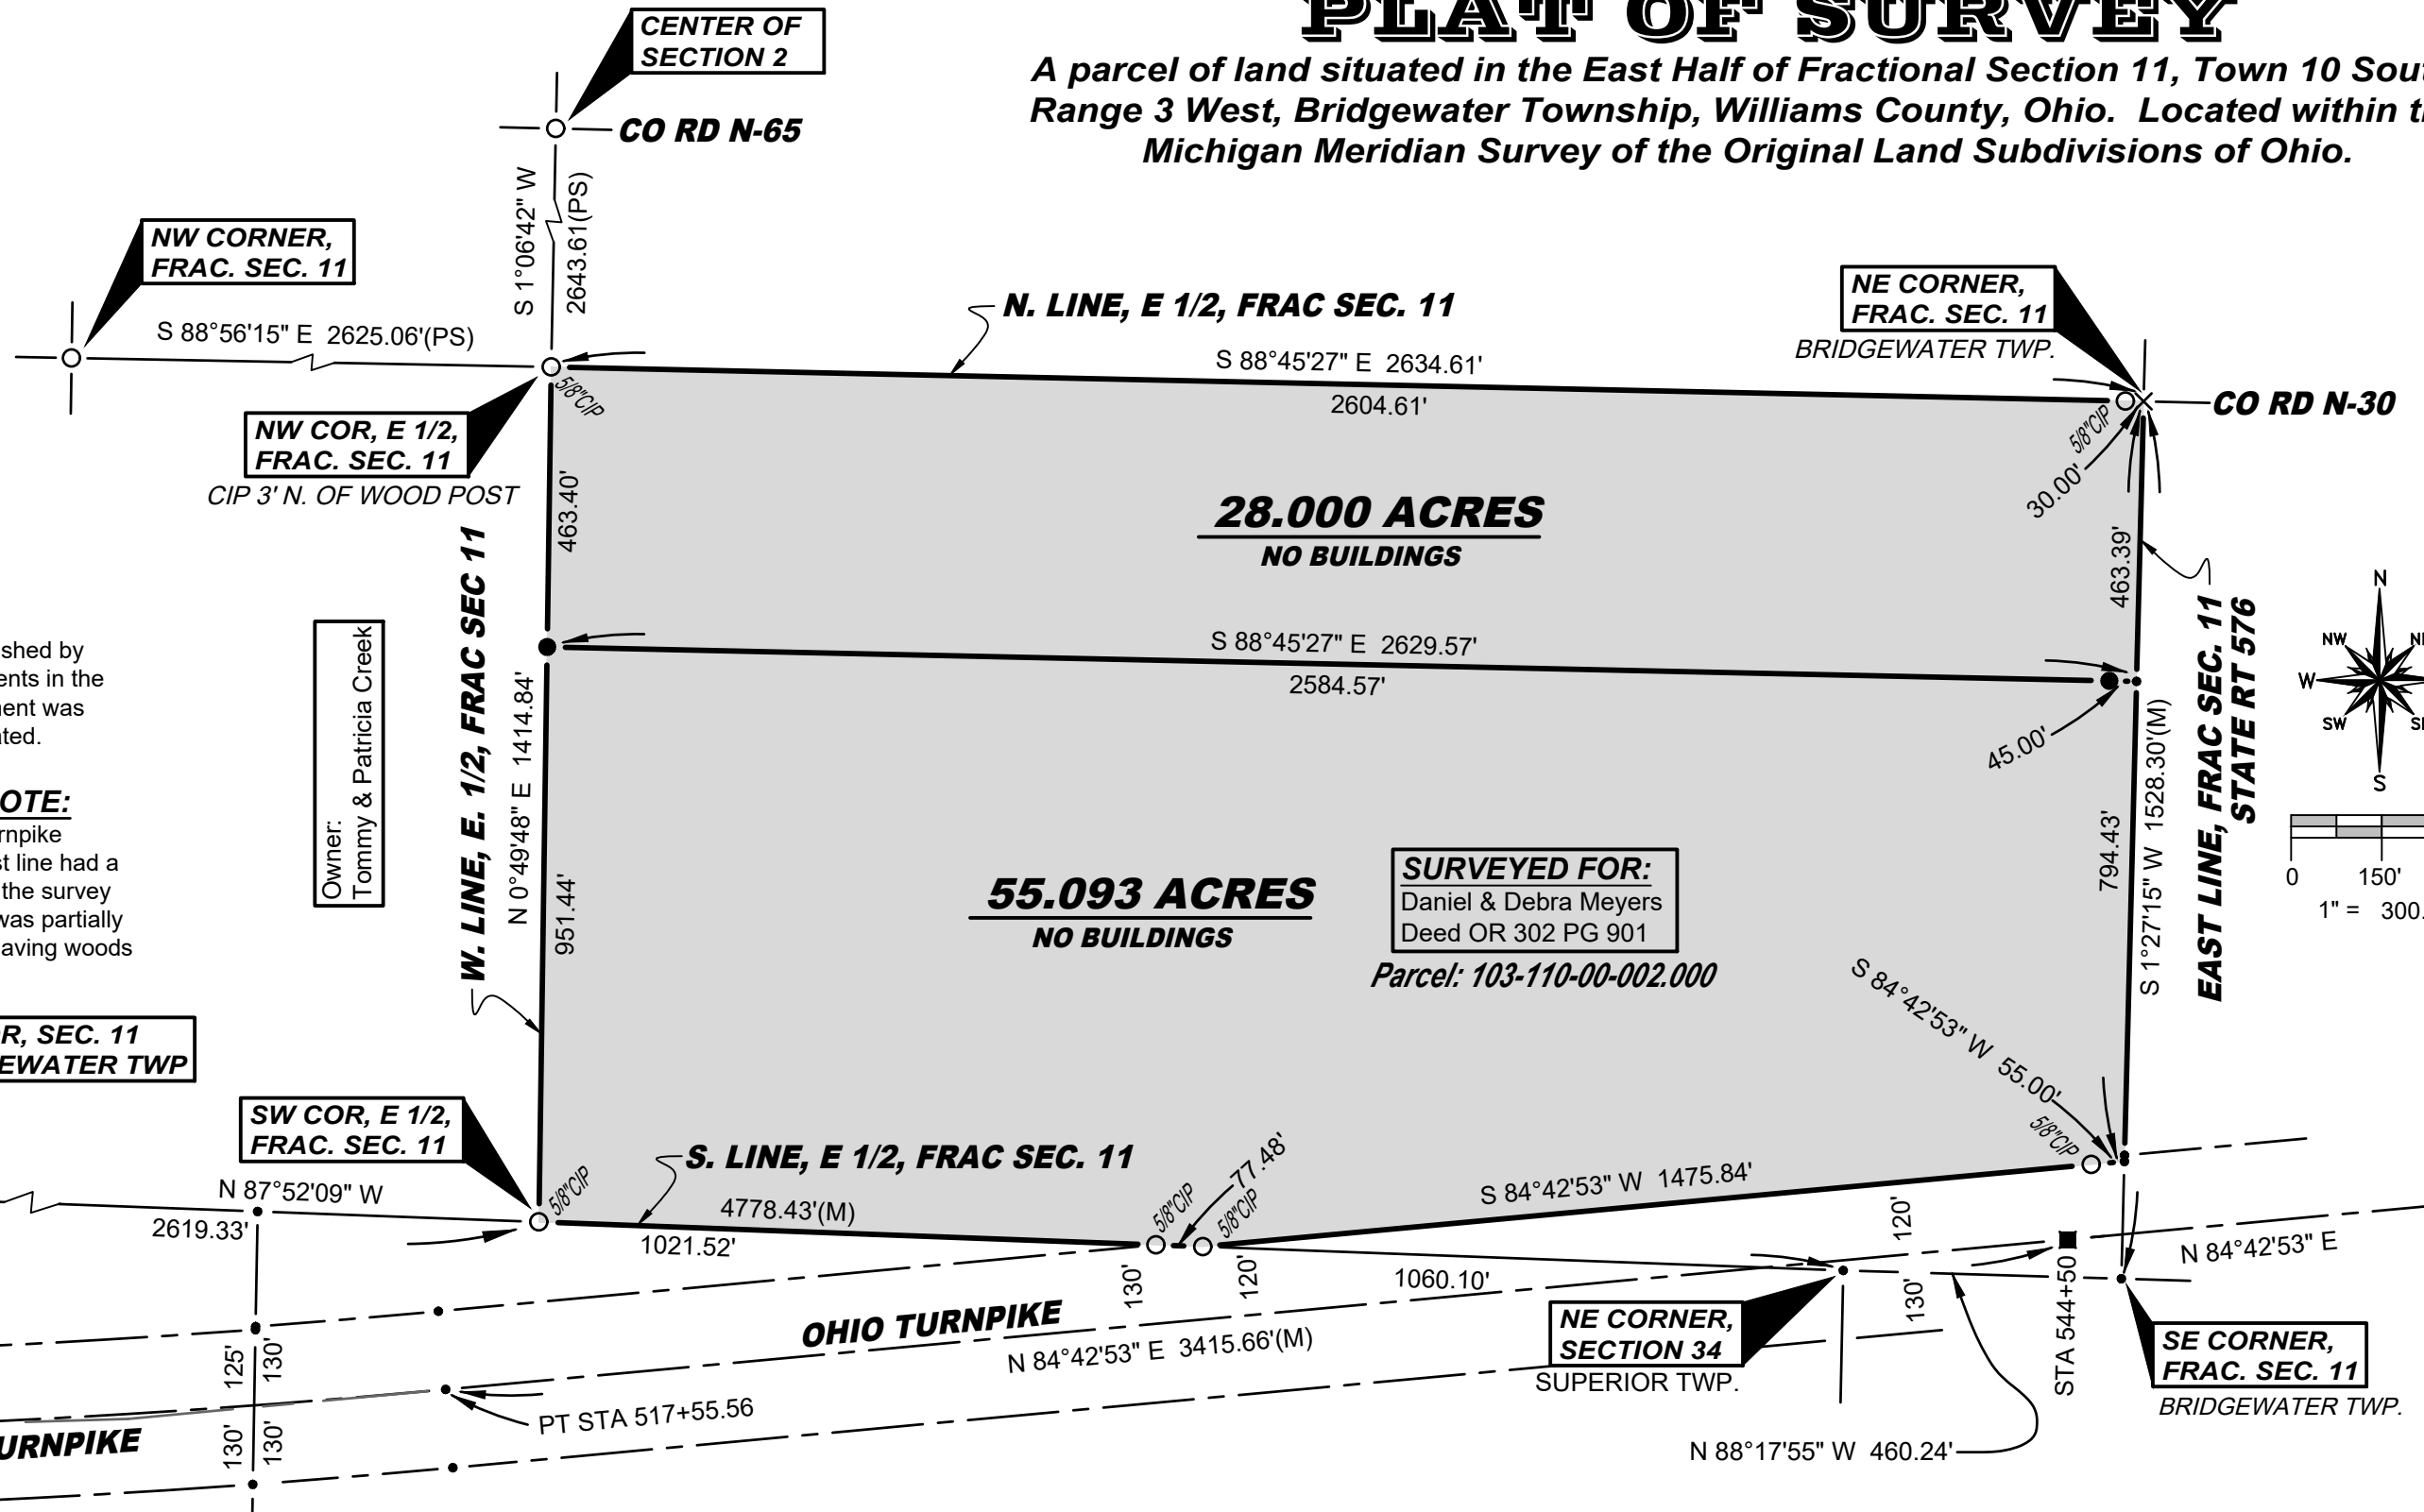 PLAT OF SURVEY
A parcel of land situated in the East Half of Fractional Section 11, Town 10
Range 3 West, Bridgewater Township, Williams County, Ohio. Located within
Michigan Meridian Survey of the Original Land Subdivisions of Ohio.
CENTER OF
SECTION 2
CO RD N-65
S 1°06'42" W
2643.61(PS)
NW CORNER,
FRAC. SEC. 11
S 88°56'15" E 2625.06'(PS)
N. LINE, E 1/2, FRAC SEC. 11
NE CORNER,
FRAC. SEC. 11
BRIDGEWATER TWP.
S 88°45'27" E 2634.61'
2604.61'
CO RD N-30
5/8"CIP
5/8"CIP
30.00'
NW COR, E 1/2,
FRAC. SEC. 11
CIP 3' N. OF WOOD POST
463.40'
28.000 ACRES
NO BUILDINGS
463.39'
W. LINE, E. 1/2, FRAC SEC 11
N 0°49'48" E 1414.84'
S 88°45'27" E 2629.57'
2584.57'
45.00'
EAST LINE, FRAC SEC. 11
STATE RT 576
S 1°27'15" W 1528.30'(M)
794.43'
N
NW
W
SW
S
0 150'
1" = 300.
shed by
ents in the
ment was
ated.
OTE:
rnpike
st line had a
the survey
was partially
aving woods
Owner:
Tommy & Patricia Creek
951.44'
55.093 ACRES
NO BUILDINGS
SURVEYED FOR:
Daniel & Debra Meyers
Deed OR 302 PG 901
Parcel: 103-110-00-002.000
S 84°42'53" W 55.00'
5/8"CIP
R, SEC. 11
EWATER TWP
SW COR, E 1/2,
FRAC. SEC. 11
5/8"CIP
S. LINE, E 1/2, FRAC SEC. 11
N 87°52'09" W
2619.33'
4778.43'(M)
1021.52'
5/8"CIP
77.48'
5/8"CIP
S 84°42'53" W 1475.84'
130'
120'
1060.10'
120'
130'
STA 544+50
N 84°42'53" E
OHIO TURNPIKE
N 84°42'53" E 3415.66'(M)
NE CORNER,
SECTION 34
SUPERIOR TWP.
SE CORNER,
FRAC. SEC. 11
BRIDGEWATER TWP.
125'
130'
130'
130'
PT STA 517+55.56
URNPIKE
N 88°17'55" W 460.24'